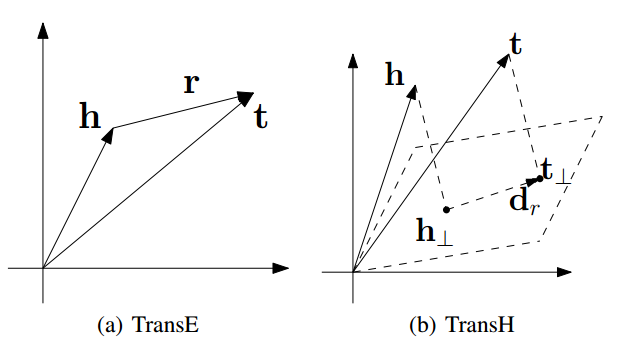 h
r
t
(a) TransE
h
t
h⊥
d_r
t⊥
(b) TransH